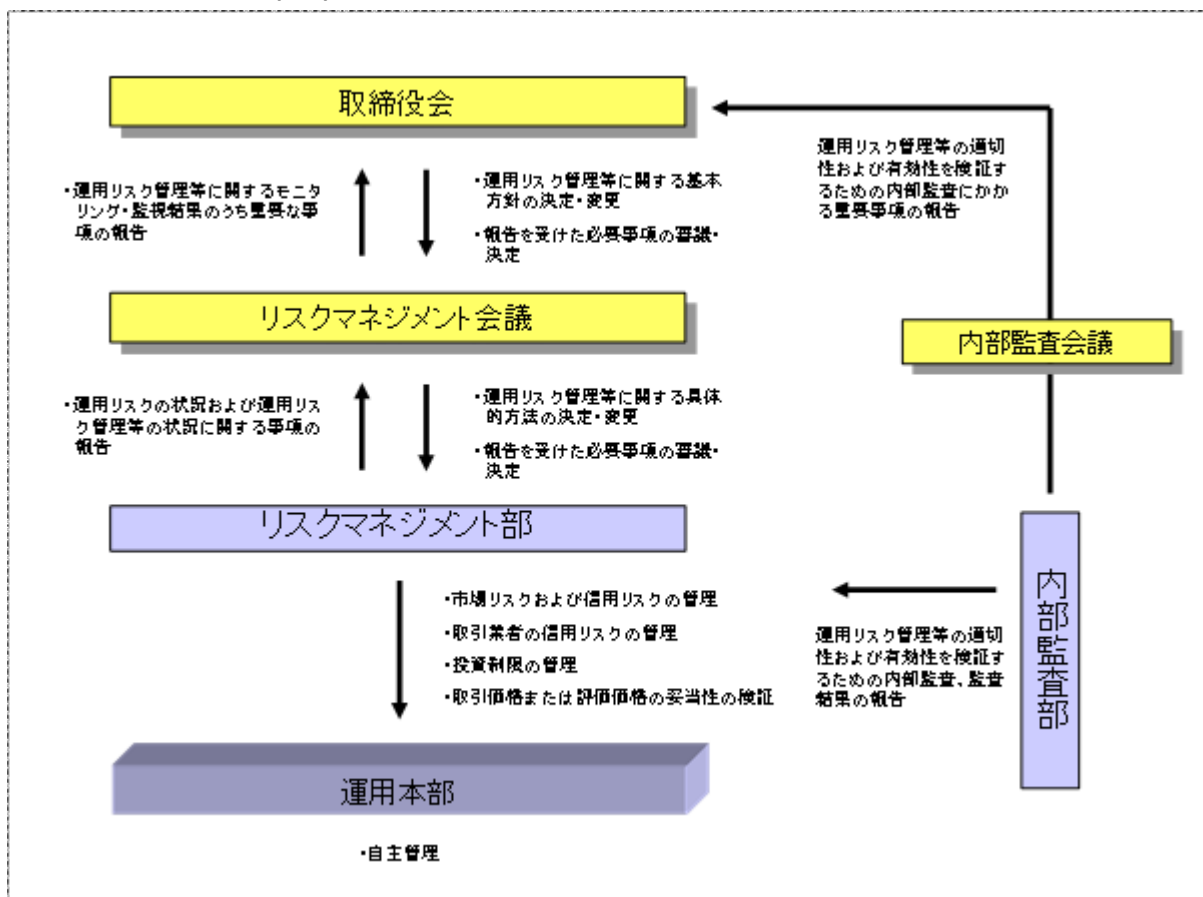 取締役会
・運用リスク管理等に関するモニ
タリング・監視結果のうち重要な事
項の報告
・運用リスク管理等に関する基本
方針の決定・変更
・報告を受けた必要事項の審議・
決定
運用リスク管理等の適切
性および有効性を検証す
るための内部監査にかか
る重要事項の報告
リスクマネジメント会議
内部監査会議
・運用リスクの状況および運用リス
ク管理等の状況に関する事項の
報告
・運用リスク管理等に関する具体
的方法の決定・変更
・報告を受けた必要事項の審議・
決定
リスクマネジメント部
内部監査部
・市場リスクおよび信用リスクの管理
・取引業者の信用リスクの管理
・投資制限の管理
・取引価格または評価価格の妥当性の検証
運用リスク管理等の適切
性および有効性を検証す
るための内部監査、監査
結果の報告
運用本部
・自主管理